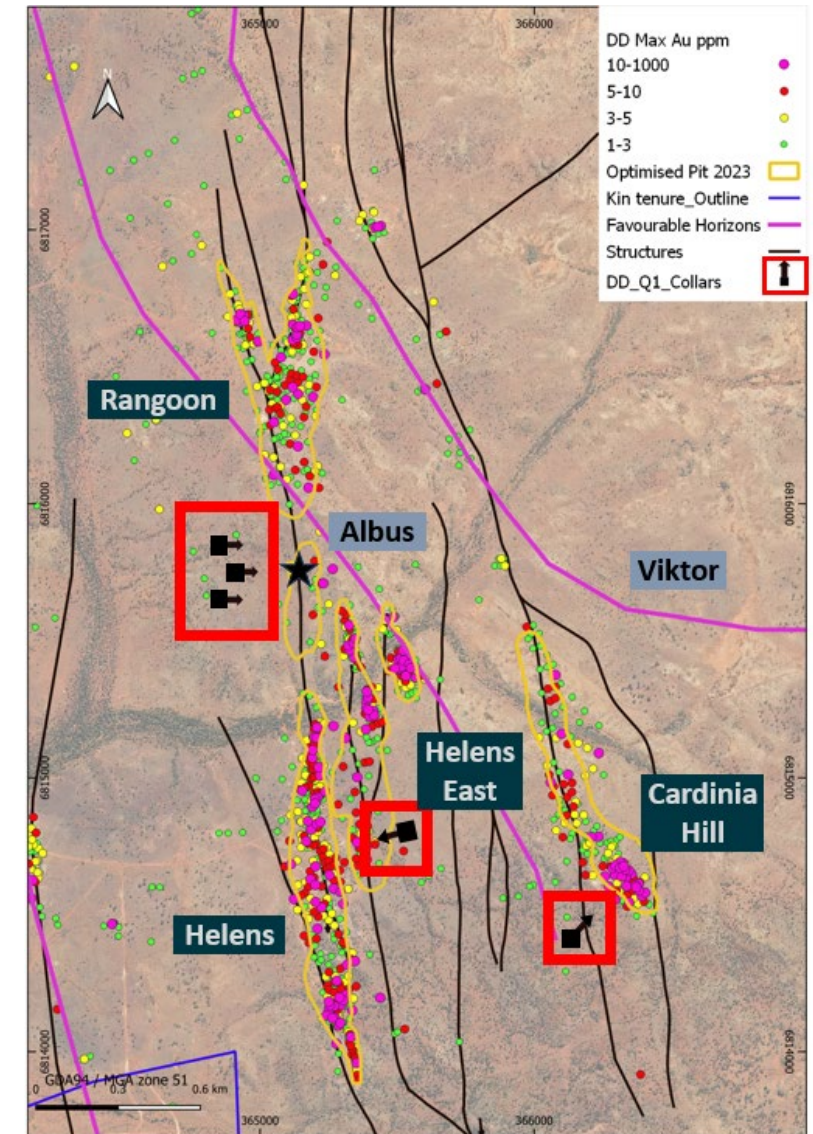 365000
366000
N
DD Max Au ppm
10-1000
5-10
3-5
1-3
Optimised Pit 2023
Kin tenure_Outline
Favourable Horizons
Structures
DD_Q1_Collars
6817000
Rangoon
6816000
6816000
Albus
Viktor
6815000
6815000
Helens
East
Cardinia
Hill
Helens
6814000
6814000
GDA94 / MGA zone 51
0
0.3
0.6 km
365000
366000